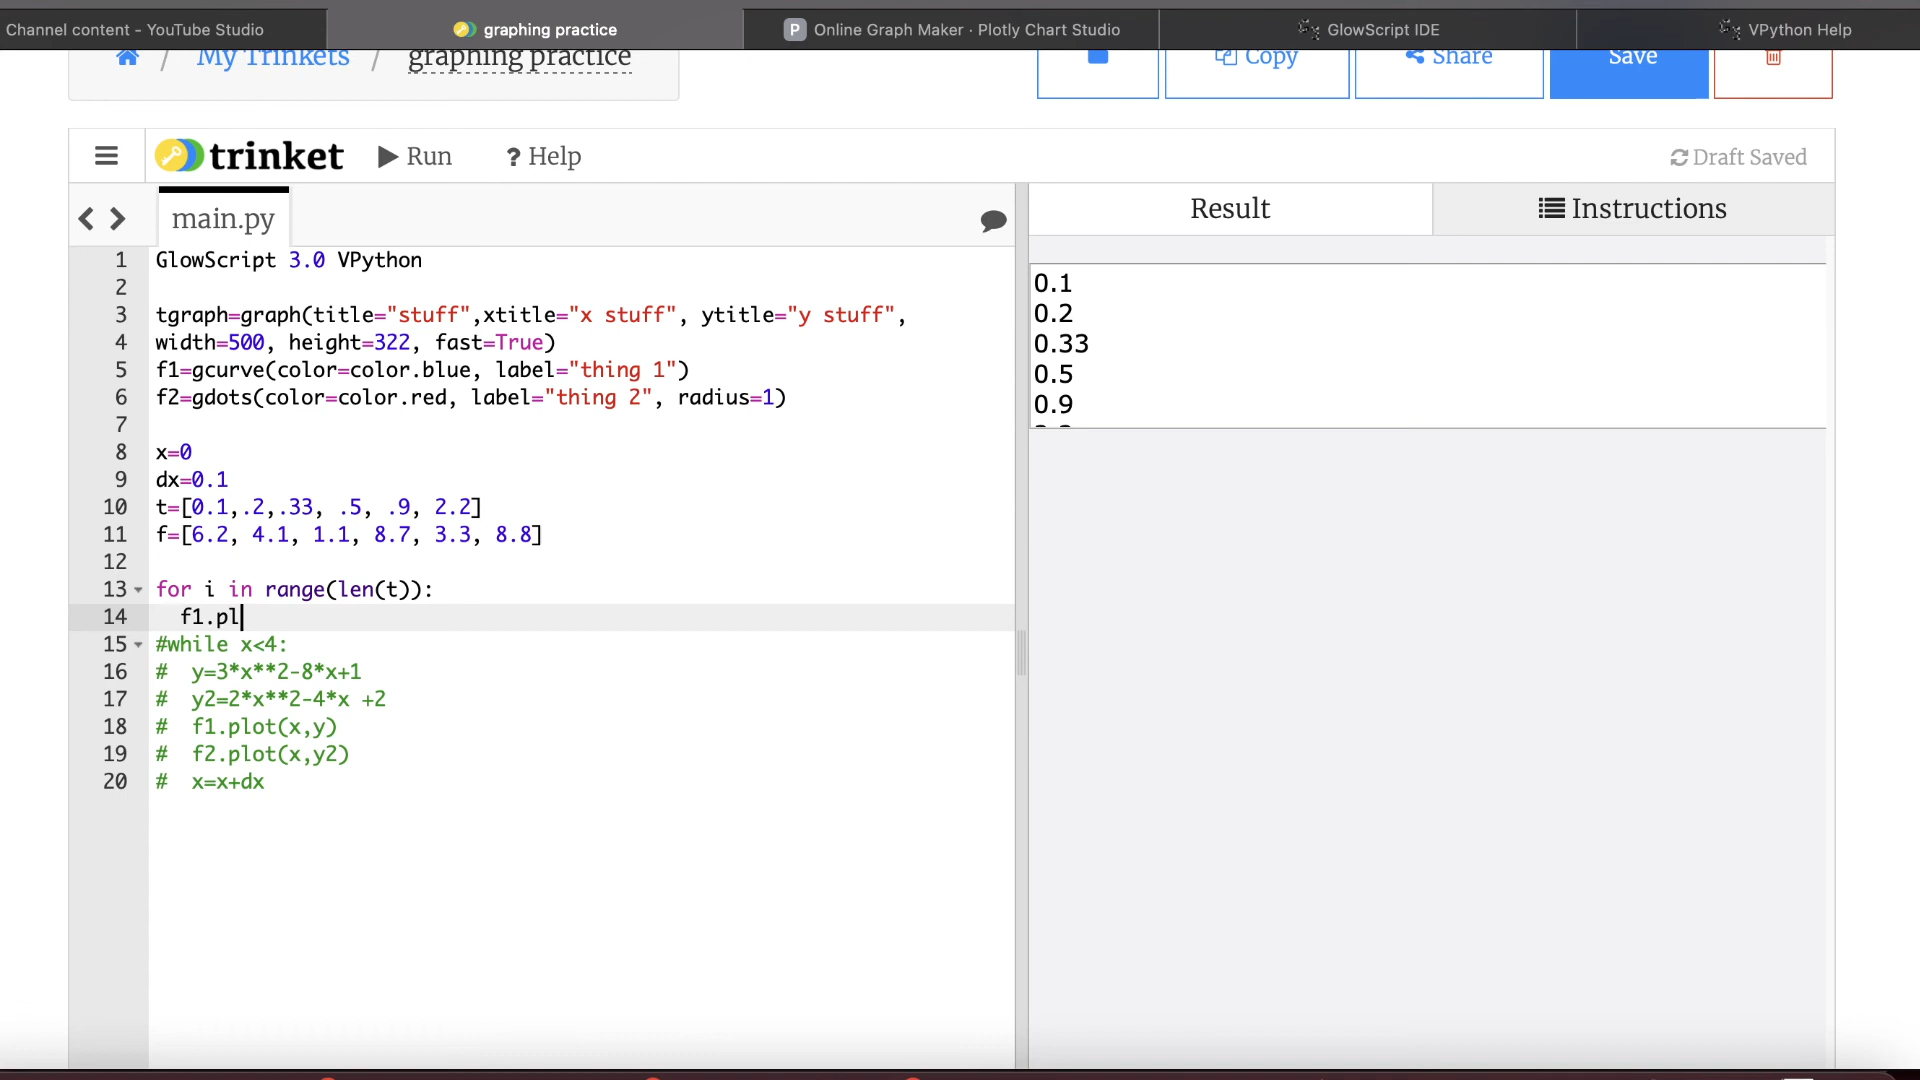 Channel content - YouTube Studio
graphing practice
P Online Graph Maker · Plotly Chart Studio
GlowScript IDE
VPython Help
/ My Trinkets / graphing practice
Copy
Share
Save
trinket
Run
? Help
Draft Saved
main.py
Result
Instructions
1 GlowScript 3.0 VPython
2
3 tgraph=graph(title="stuff",xtitle="x stuff", ytitle="y stuff",
4 width=500, height=322, fast=True)
5 f1=gcurve(color=color.blue, label="thing 1")
6 f2=gdots(color=color.red, label="thing 2", radius=1)
7
8 x=0
9 dx=0.1
10 t=[0.1,.2,.33, .5, .9, 2.2]
11 f=[6.2, 4.1, 1.1, 8.7, 3.3, 8.8]
12
13 for i in range(len(t)):
14   f1.pl
15 #while x<4:
16 #  y=3*x**2-8*x+1
17 #  y2=2*x**2-4*x +2
18 #  f1.plot(x,y)
19 #  f2.plot(x,y2)
20 #  x=x+dx
0.1
0.2
0.33
0.5
0.9